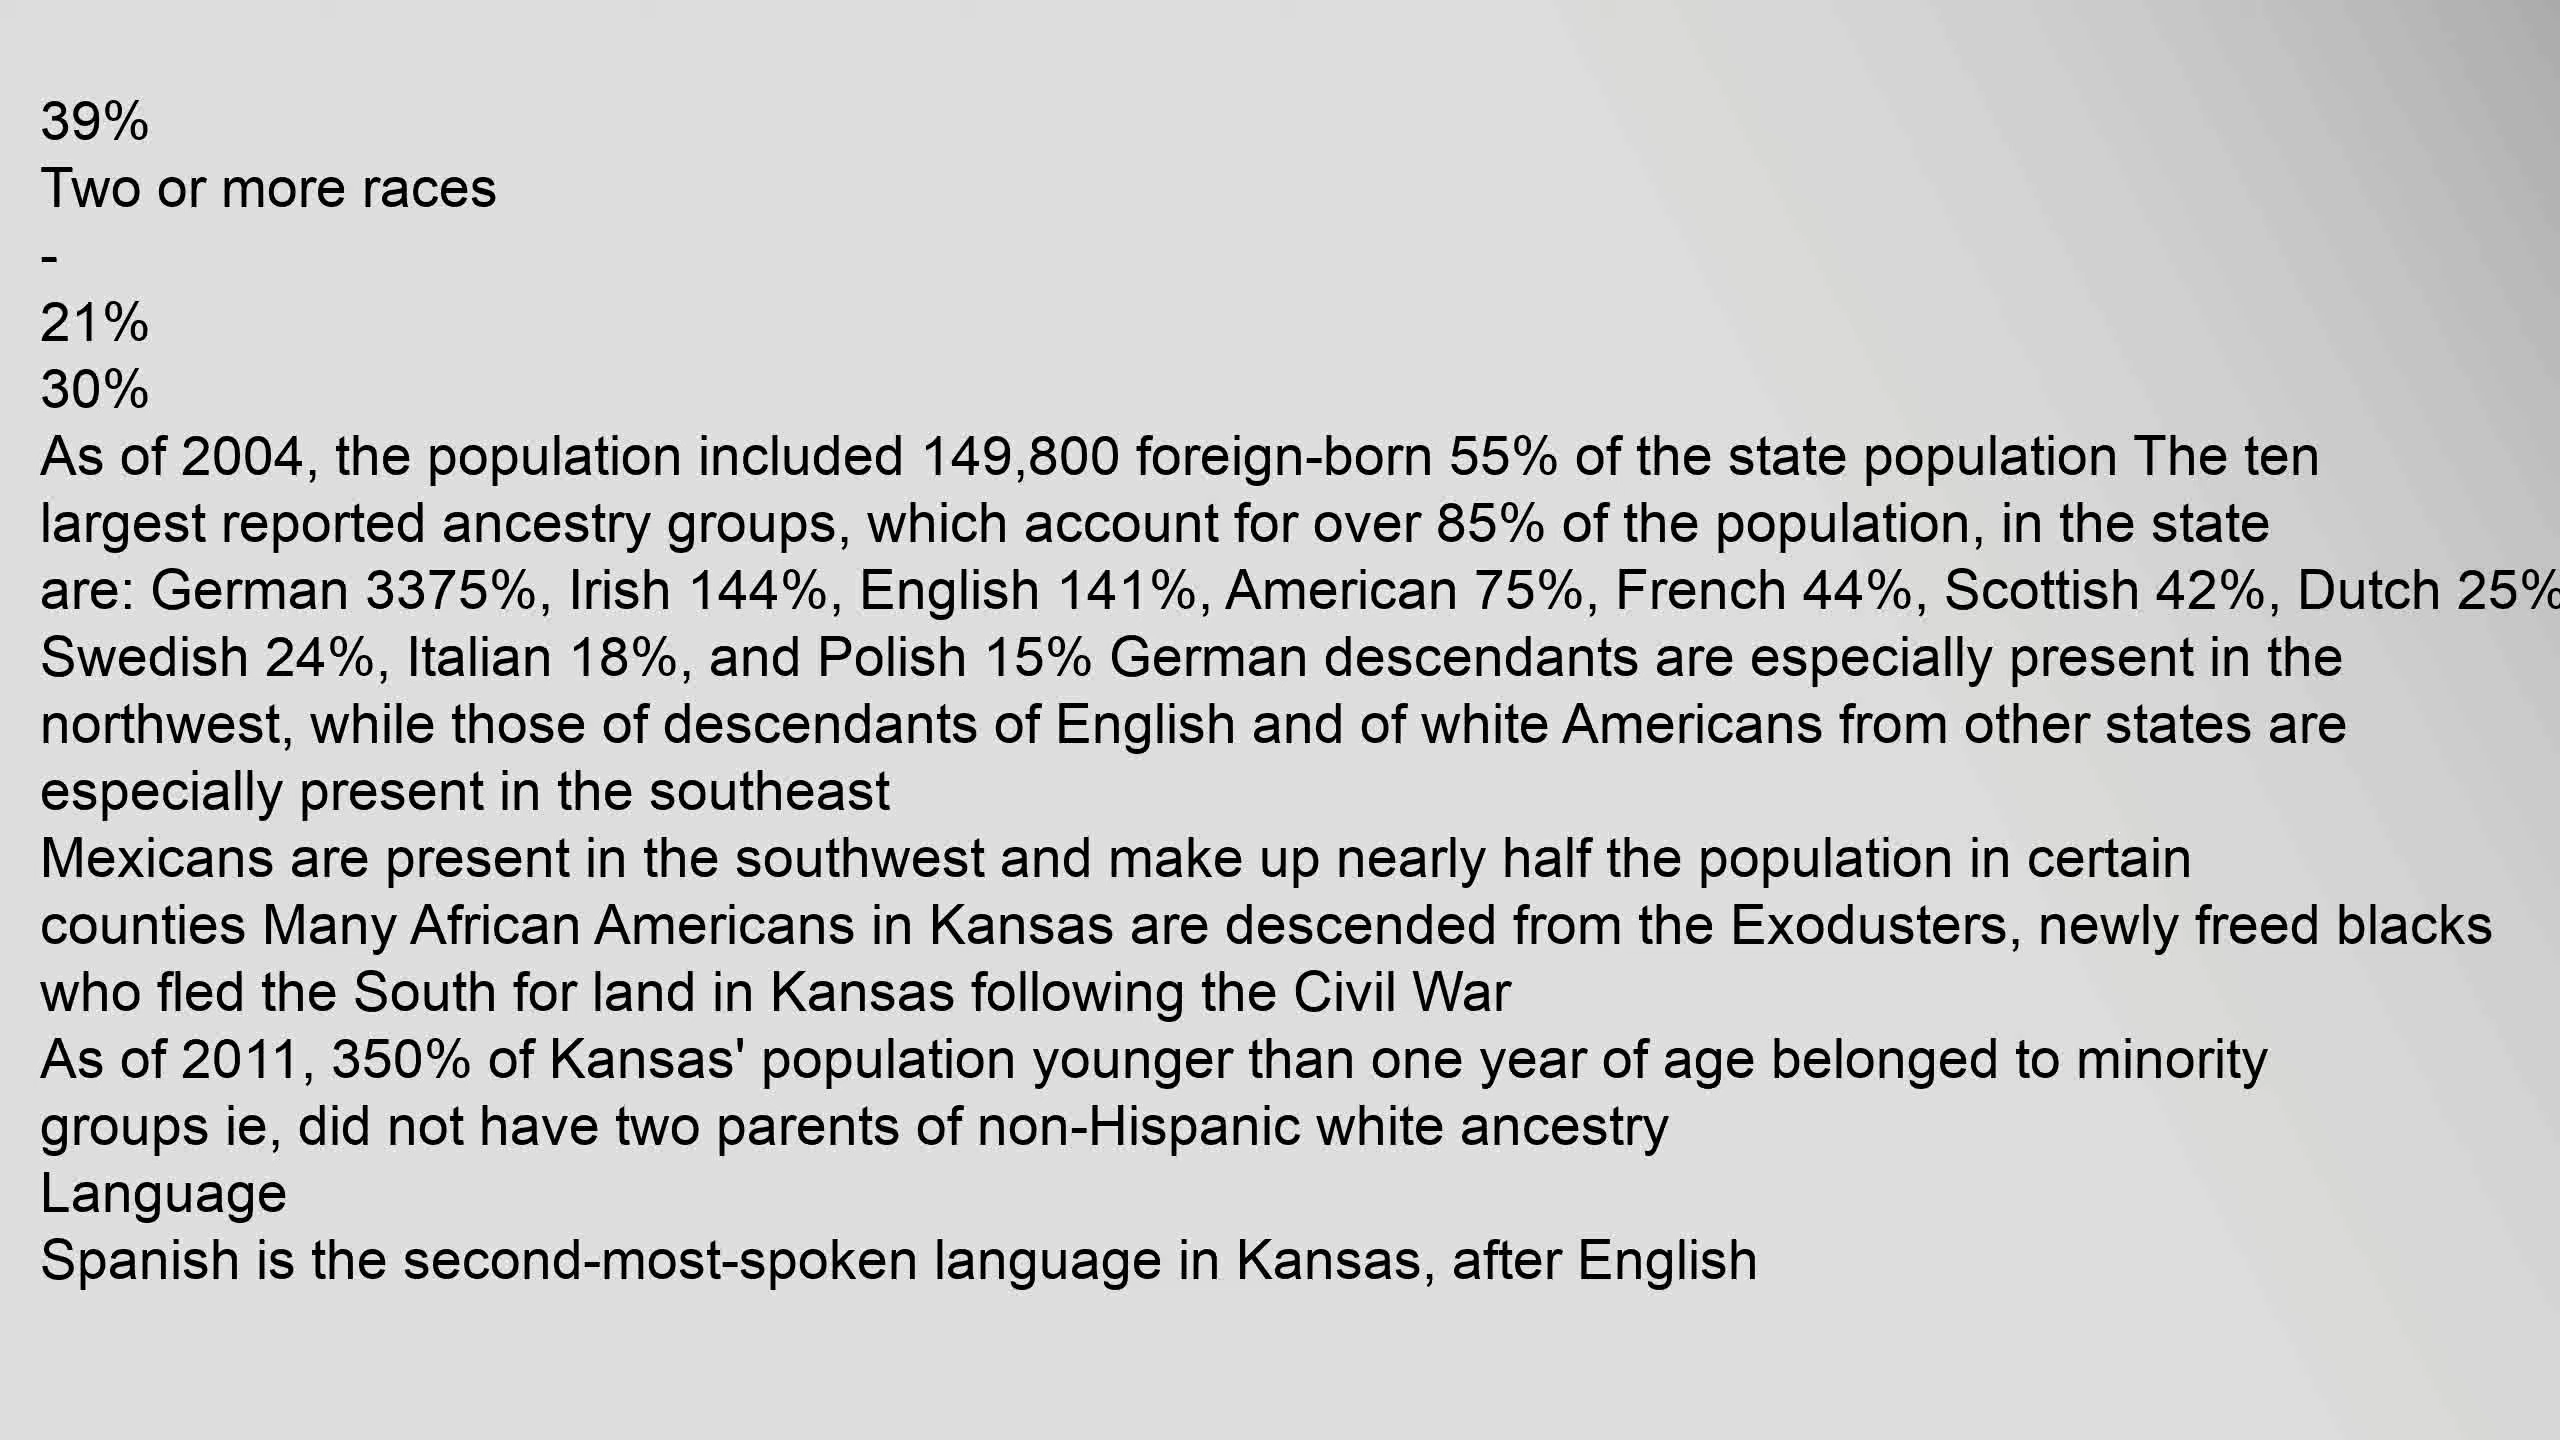 39%
Two or more races
-
21%
30%
As of 2004, the population included 149,800 foreign-born 55% of the state population The ten
largest reported ancestry groups, which account for over 85% of the population, in the state
are: German 3375%, Irish 144%, English 141%, American 75%, French 44%, Scottish 42%, Dutch 25%
Swedish 24%, Italian 18%, and Polish 15% German descendants are especially present in the
northwest, while those of descendants of English and of white Americans from other states are
especially present in the southeast
Mexicans are present in the southwest and make up nearly half the population in certain
counties Many African Americans in Kansas are descended from the Exodusters, newly freed blacks
who fled the South for land in Kansas following the Civil War
As of 2011, 350% of Kansas' population younger than one year of age belonged to minority
groups ie, did not have two parents of non-Hispanic white ancestry
Language
Spanish is the second-most-spoken language in Kansas, after English